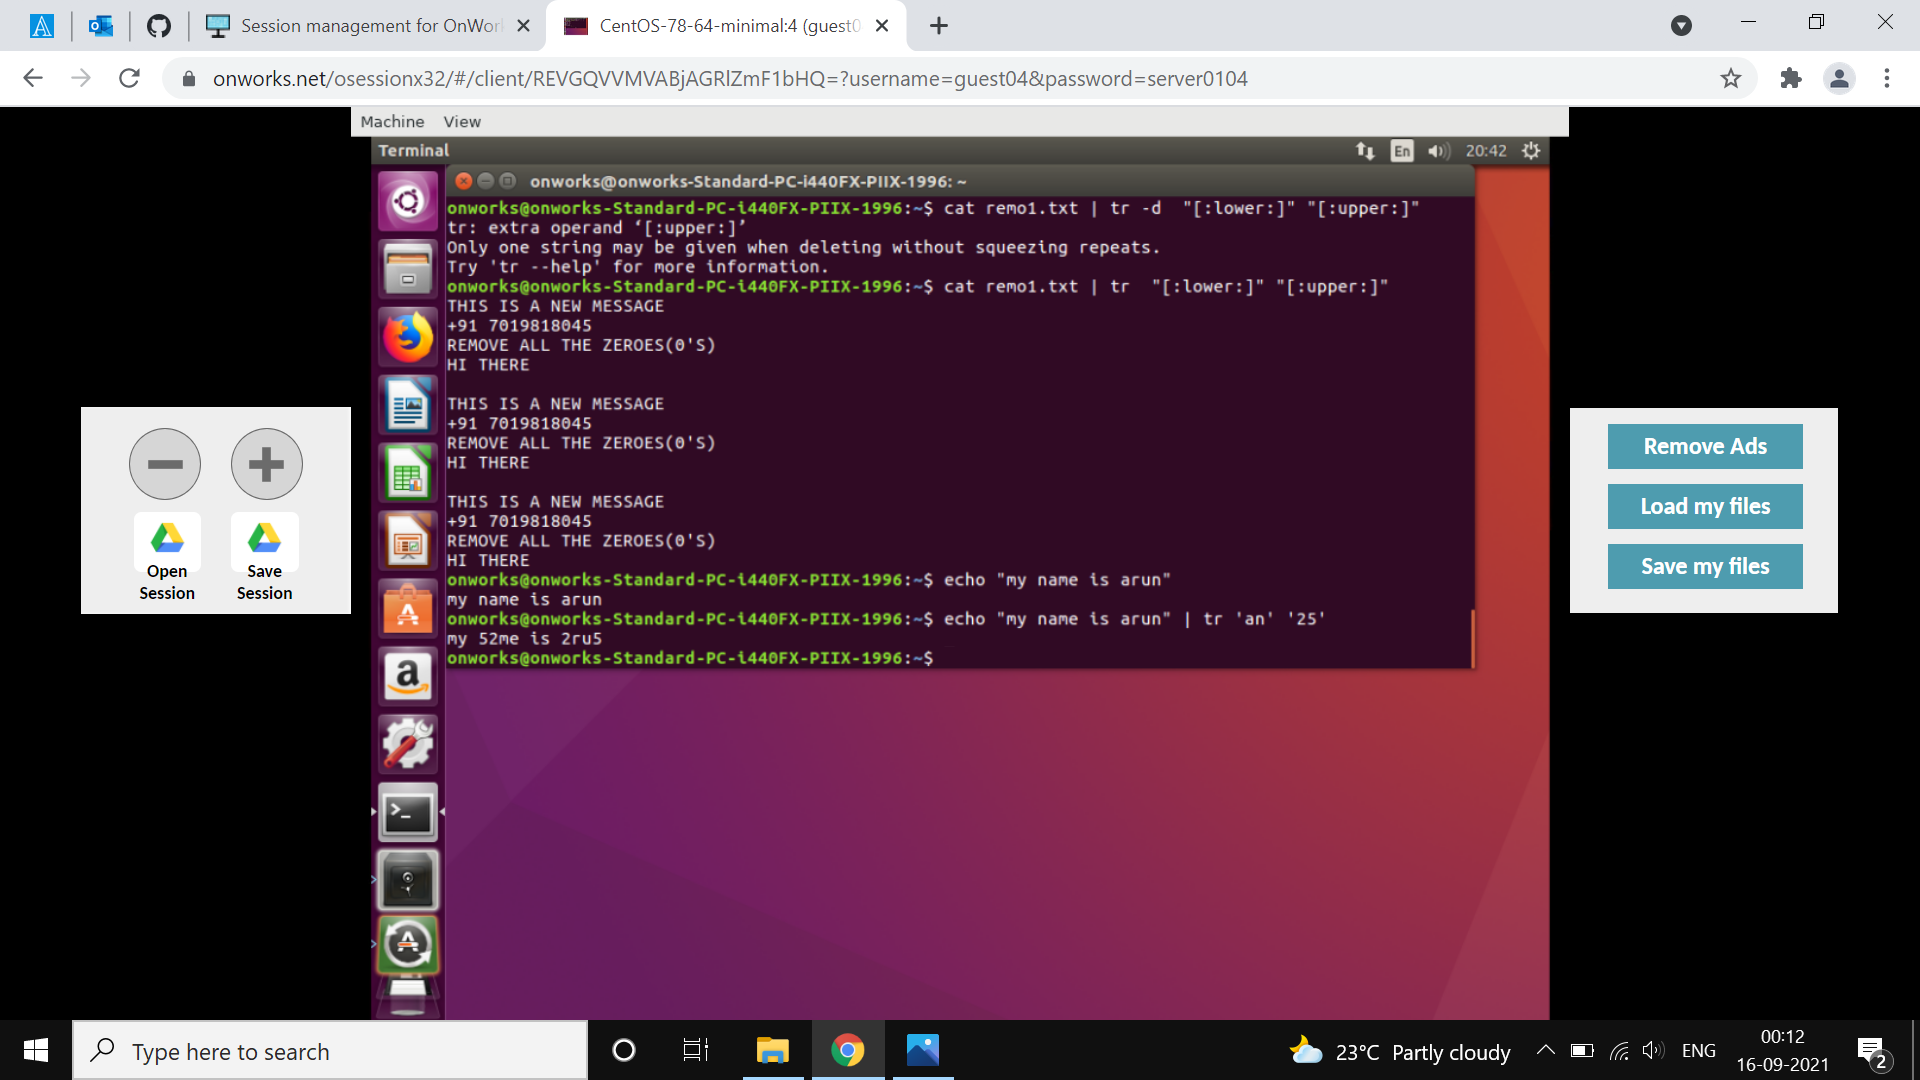 Session management for OnWor
CentOS-78-64-minimal:4 (guest0
onworks.net/osessionx32/#/client/REVGQVVMVABjAGRlZmF1bHQ=?username=guest04&password=server0104
Machine View
Terminal
En
20:42
onworks@onworks-Standard-PC-i440FX-PIIX-1996: ~
onworks@onworks-Standard-PC-i440FX-PIIX-1996:~$ cat remo1.txt | tr -d  "[:lower:]" "[:upper:]"
tr: extra operand ‘[:upper:]’
Only one string may be given when deleting without squeezing repeats.
Try 'tr --help' for more information.
onworks@onworks-Standard-PC-i440FX-PIIX-1996:~$ cat remo1.txt | tr  "[:lower:]" "[:upper:]"
THIS IS A NEW MESSAGE
+91 7019818045
REMOVE ALL THE ZEROES(0'S)
HI THERE
THIS IS A NEW MESSAGE
+91 7019818045
REMOVE ALL THE ZEROES(0'S)
HI THERE
THIS IS A NEW MESSAGE
+91 7019818045
REMOVE ALL THE ZEROES(0'S)
HI THERE
onworks@onworks-Standard-PC-i440FX-PIIX-1996:~$ echo "my name is arun"
my name is arun
onworks@onworks-Standard-PC-i440FX-PIIX-1996:~$ echo "my name is arun" | tr 'an' '25'
my 52me is 2ru5
onworks@onworks-Standard-PC-i440FX-PIIX-1996:~$
Open Session
Save Session
Remove Ads
Load my files
Save my files
Type here to search
23°C Partly cloudy
ENG
00:12
16-09-2021
2